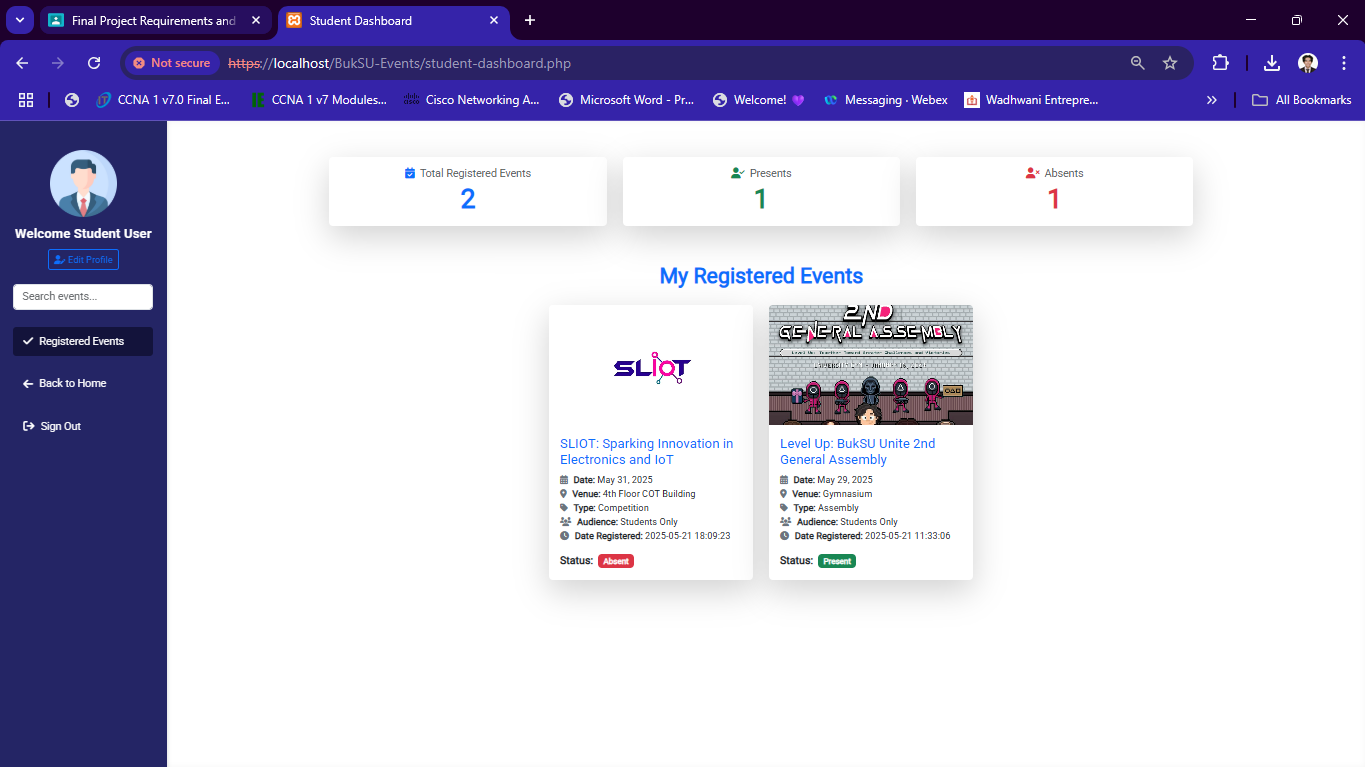 Final Project Requirements and
Student Dashboard
Not secure
https://localhost/BukSU-Events/student-dashboard.php
CCNA 1 v7.0 Final E...
CCNA 1 v7 Modules...
Cisco Networking A...
Microsoft Word - Pr...
Welcome! 💜
Messaging · Webex
Wadhwani Entrepre...
All Bookmarks
Welcome Student User
Edit Profile
Search events...
Registered Events
Back to Home
Sign Out
Total Registered Events
2
Presents
1
Absents
1
My Registered Events
SLIOT
SLIOT: Sparking Innovation in
Electronics and IoT
Date: May 31, 2025
Venue: 4th Floor COT Building
Type: Competition
Audience: Students Only
Date Registered: 2025-05-21 18:09:23
Status: Absent
2ND
GENERAL ASSEMBLY
Level Up: BukSU Unite 2nd
General Assembly
Date: May 29, 2025
Venue: Gymnasium
Type: Assembly
Audience: Students Only
Date Registered: 2025-05-21 11:33:06
Status: Present